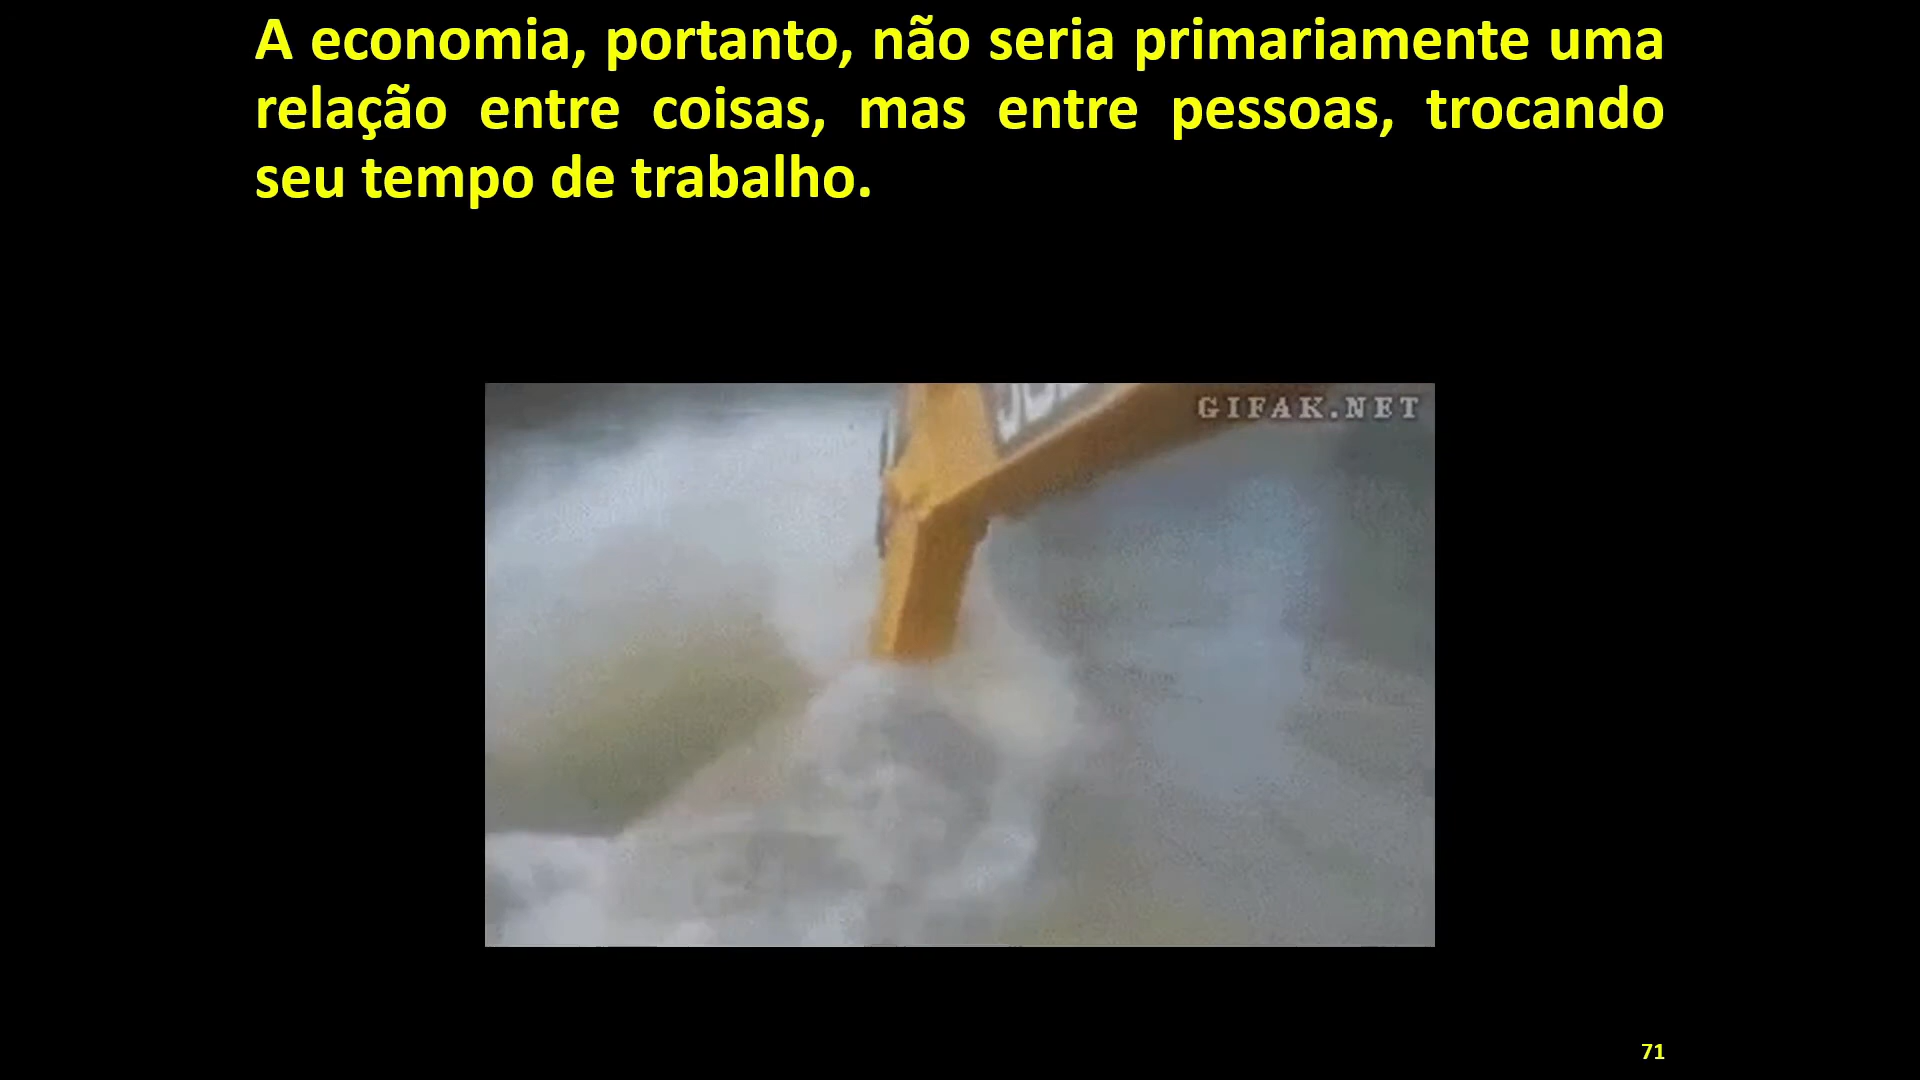 A economia, portanto, não seria primariamente uma
relação entre coisas, mas entre pessoas, trocando
seu tempo de trabalho.
GIFAK.NET
71